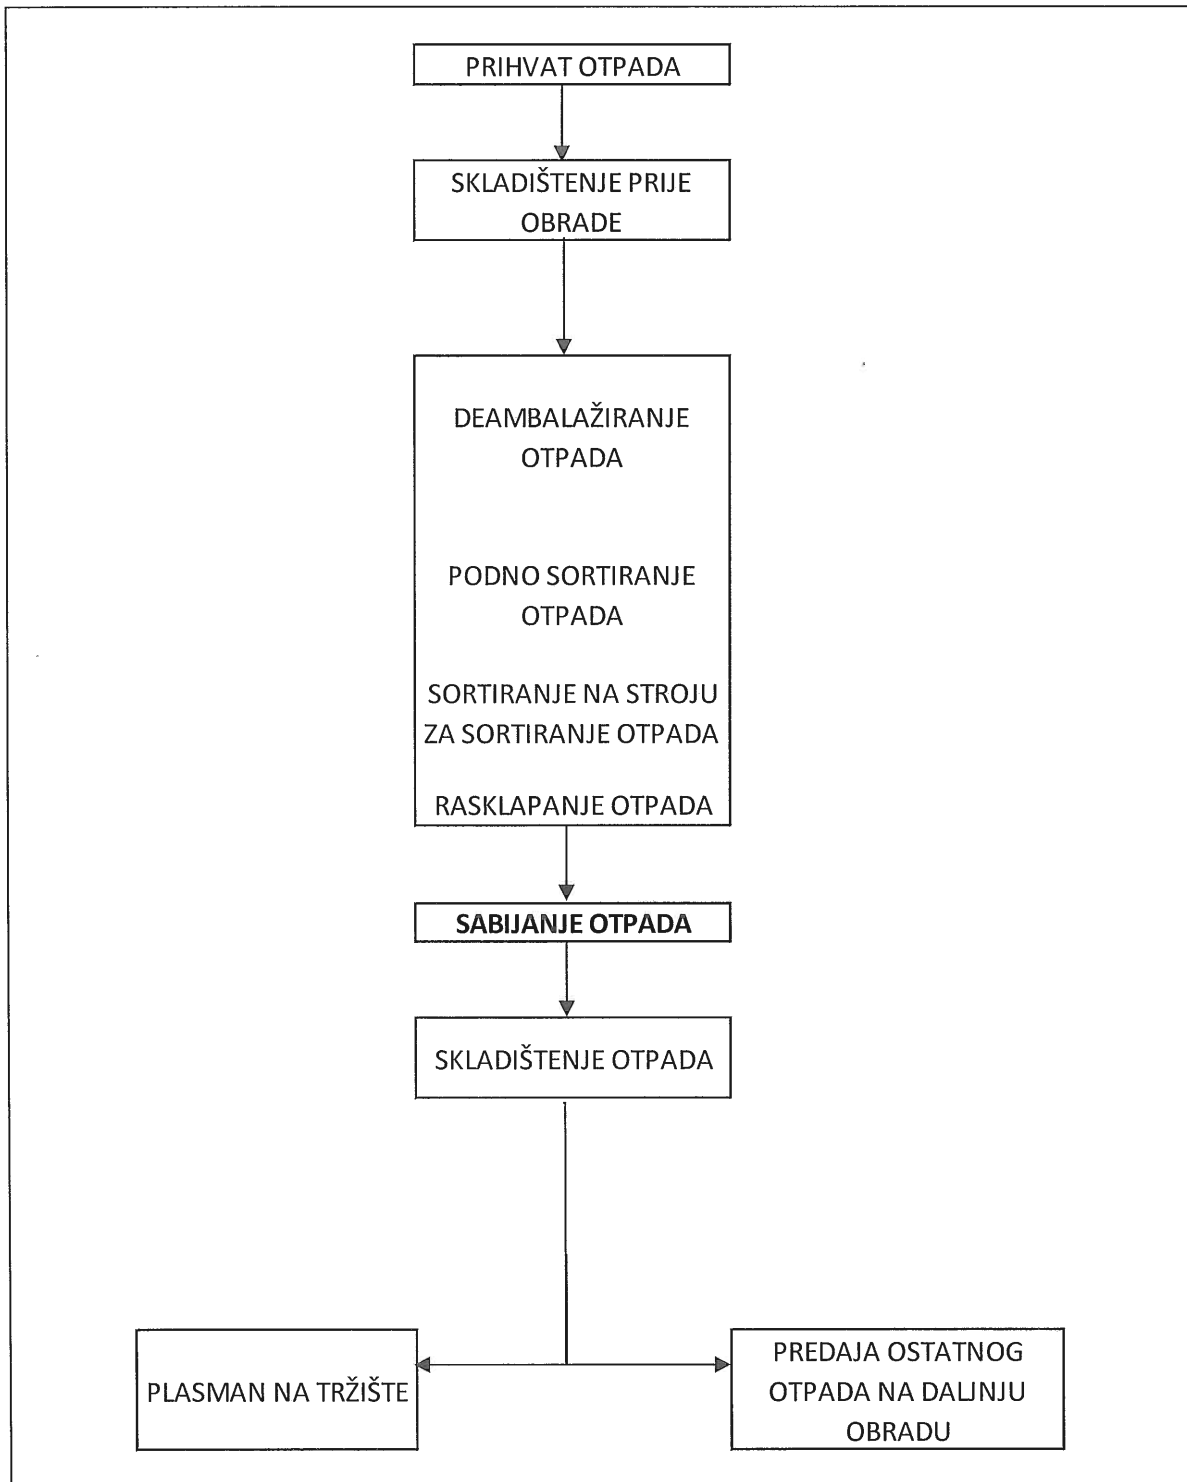 PRIHVAT OTPADA
SKLADIŠTENJE PRIJE
OBRADE
DEAMBALAŽIRANJE
OTPADA
PODNO SORTIRANJE
OTPADA
SORTIRANJE NA STROJU
ZA SORTIRANJE OTPADA
RASKLAPANJE OTPADA
SABIJANJE OTPADA
SKLADIŠTENJE OTPADA
PLASMAN NA TRŽIŠTE
PREDAJA OSTATNOG
OTPADA NA DALJNJU
OBRADU